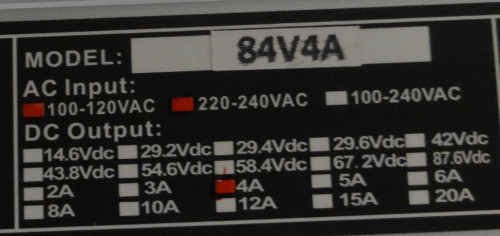 MODEL: 84V4A
AC Input:
100-120VAC 220-240VAC 100-240VAC
DC Output:
14.6Vdc 29.2Vdc 29.4Vdc 29.6Vdc 42Vdc
43.8Vdc 54.6Vdc 58.4Vdc 67.2Vdc 87.6Vdc
2A 3A 4A 5A 6A
8A 10A 12A 15A 20A